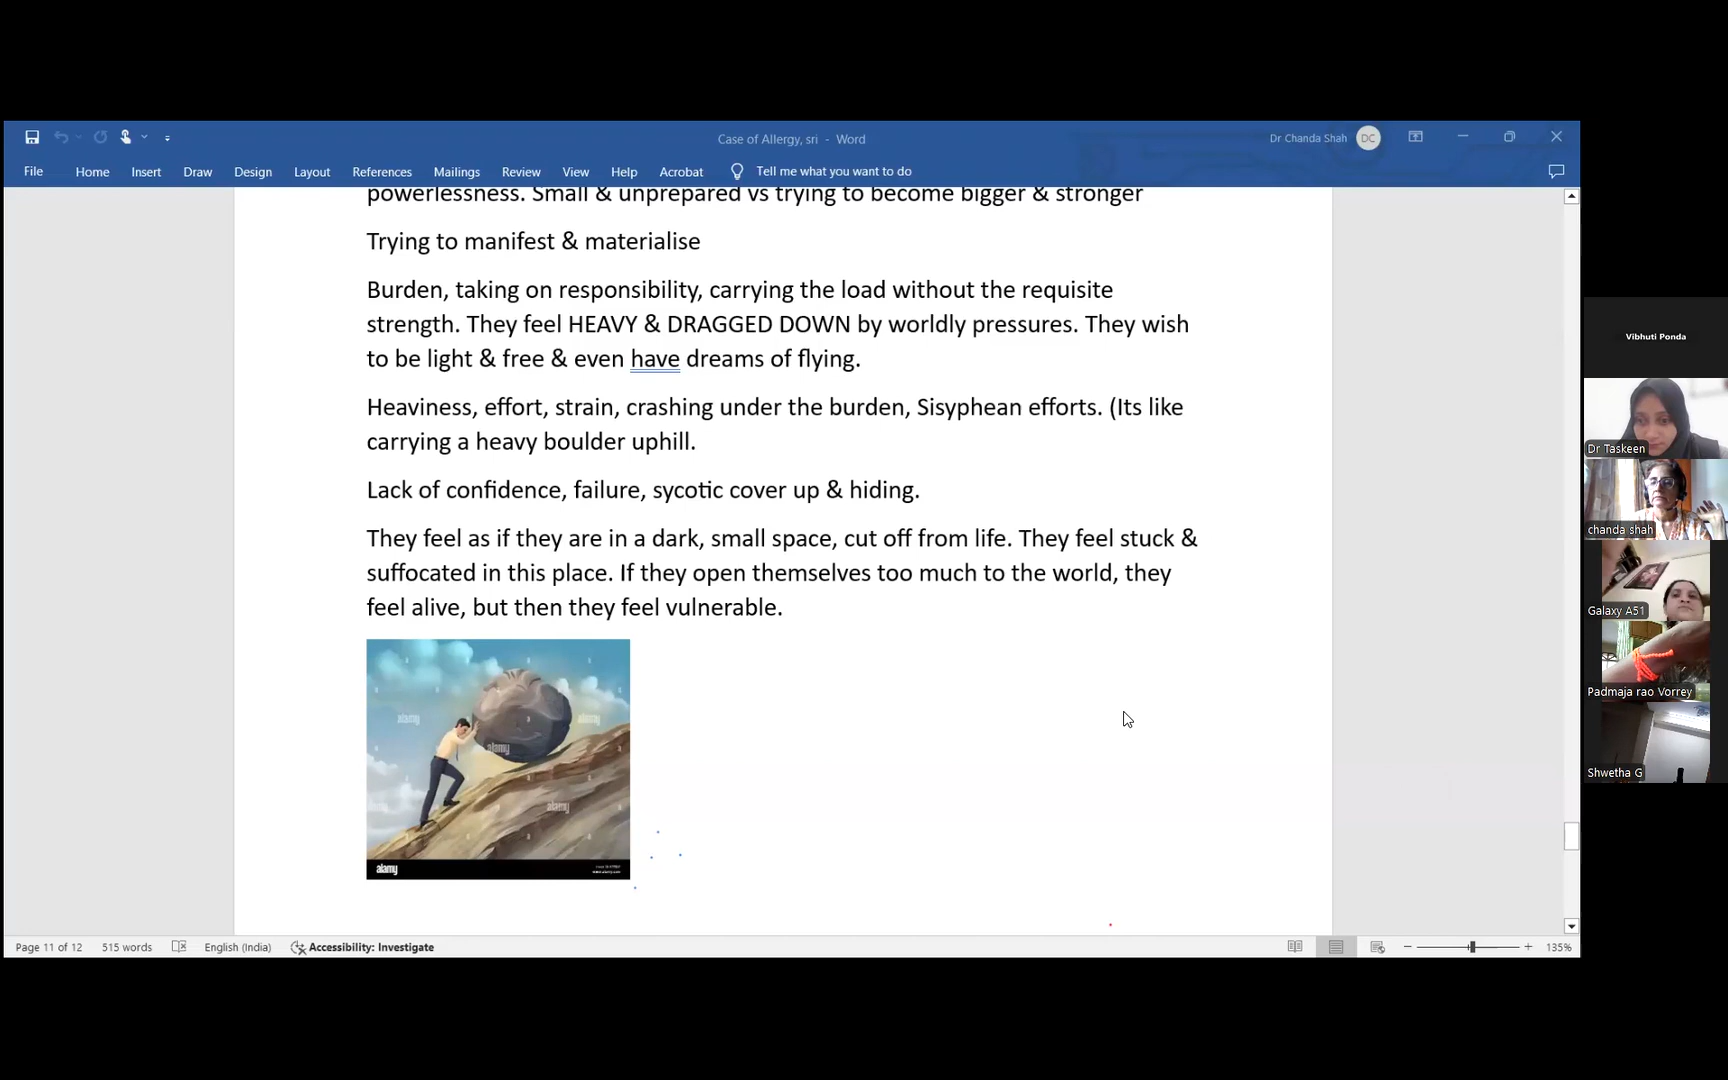 Case of Allergy, sri - Word
Dr Chanda Shah DC
File Home Insert Draw Design Layout References Mailings Review View Help Acrobat Tell me what you want to do
powerlessness. Small & unprepared vs trying to become bigger & stronger
Trying to manifest & materialise
Burden, taking on responsibility, carrying the load without the requisite
strength. They feel HEAVY & DRAGGED DOWN by worldly pressures. They wish
to be light & free & even have dreams of flying.
Heaviness, effort, strain, crashing under the burden, Sisyphean efforts. (Its like
carrying a heavy boulder uphill.
Lack of confidence, failure, sycotic cover up & hiding.
They feel as if they are in a dark, small space, cut off from life. They feel stuck &
suffocated in this place. If they open themselves too much to the world, they
feel alive, but then they feel vulnerable.
alamy
alamy
alamy
alamy
alamy
Page 11 of 12 515 words English (India) Accessibility: Investigate 135%
Vibhuti Ponda
Dr Taskeen
chanda shah
Galaxy A51
Padmaja rao Vorrey
Shwetha G